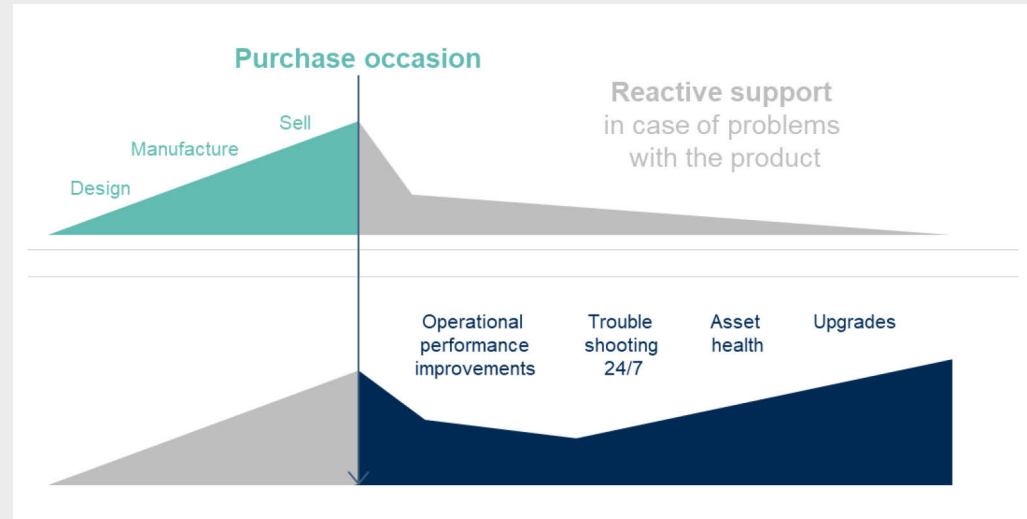 Purchase occasion
Reactive support
in case of problems
with the product
Sell
Manufacture
Design
Operational
performance
improvements
Trouble
shooting
24/7
Asset
health
Upgrades